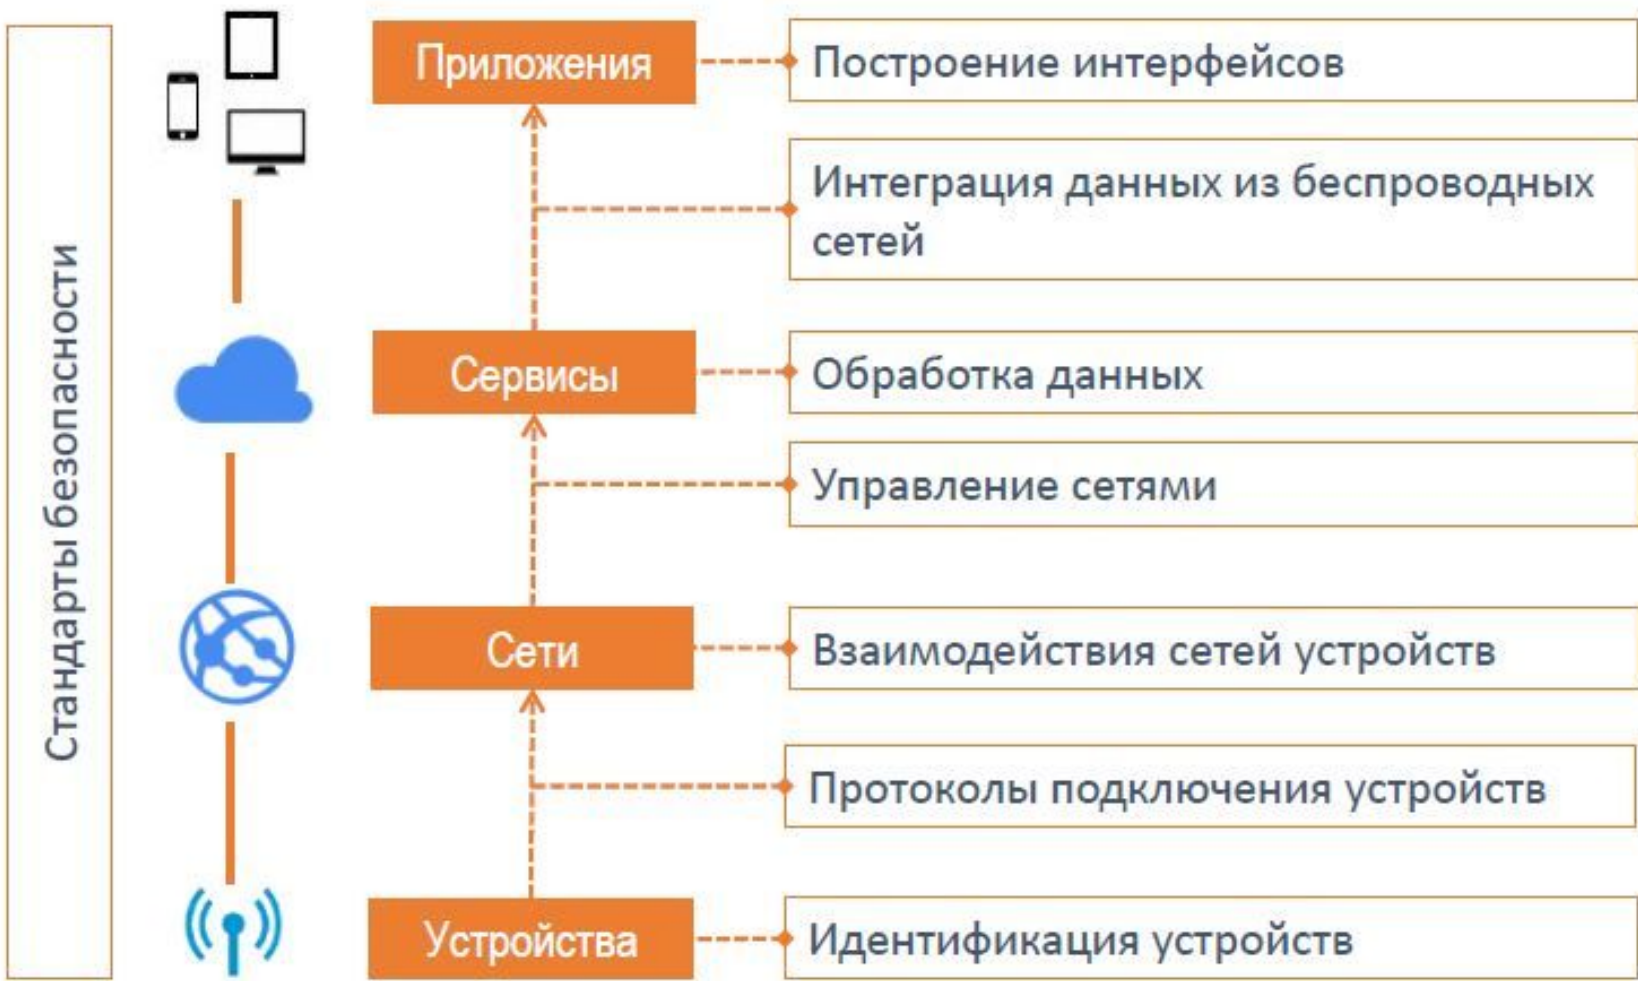 Стандарты безопасности
Приложения
Построение интерфейсов
Интеграция данных из беспроводных
сетей
Сервисы
Обработка данных
Управление сетями
Сети
Взаимодействия сетей устройств
Протоколы подключения устройств
Устройства
Идентификация устройств